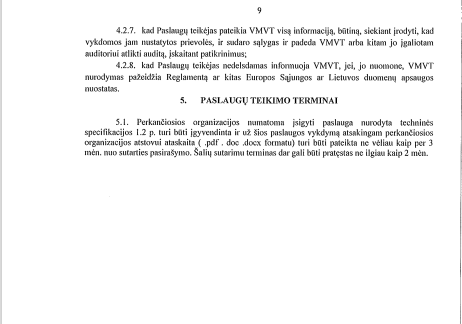 9
4.2.7. kad Paslaugų teikėjas pateikia VMVT visą informaciją, būtiną, siekiant įrodyti, kad
vykdomos jam nustatytos prievolės, ir sudaro sąlygas ir padeda VMVT arba kitam jo įgaliotam
auditoriui atlikti auditą, įskaitant patikrinimus;
4.2.8. kad Paslaugų teikėjas nedelsdamas informuoja VMVT, jei, jo nuomone, VMVT
nurodymas pažeidžia Reglamentą ar kitas Europos Sąjungos ar Lietuvos duomenų apsaugos
nuostatas.
5. PASLAUGŲ TEIKIMO TERMINAI
5.1. Perkančiosios organizacijos numatoma įsigyti paslauga nurodyta techninės
specifikacijos 1.2 p. turi būti įgyvendinta ir už šios paslaugos vykdymą atsakingam perkančiosios
organizacijos atstovui ataskaita ( .pdf . doc .docx formatu) turi būti pateikta ne vėliau kaip per 3
mėn. nuo sutarties pasirašymo. Šalių sutarimu terminas dar gali būti pratęstas ne ilgiau kaip 2 mėn.